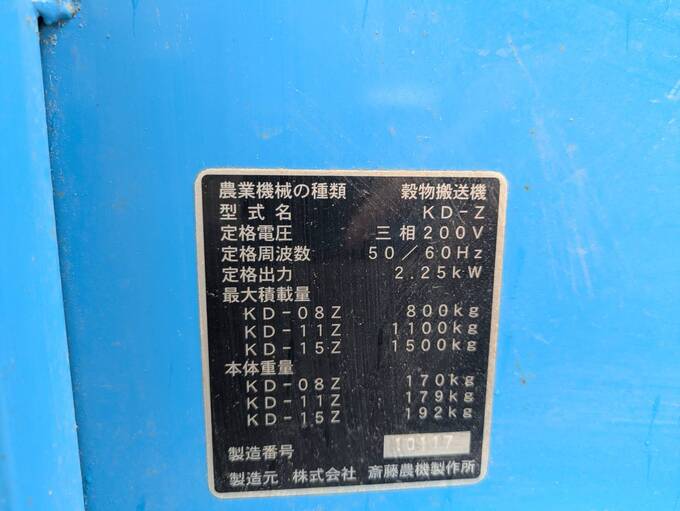 農業機械の種類 穀物搬送機
型式名 KD-Z
定格電圧 三相200V
定格周波数 50/60Hz
定格出力 2.25kW
最大積載量
KD-08Z 800kg
KD-11Z 1100kg
KD-15Z 1500kg
本体重量
KD-08Z 170kg
KD-11Z 179kg
KD-15Z 192kg
製造番号 10117
製造元 株式会社 斎藤農機製作所